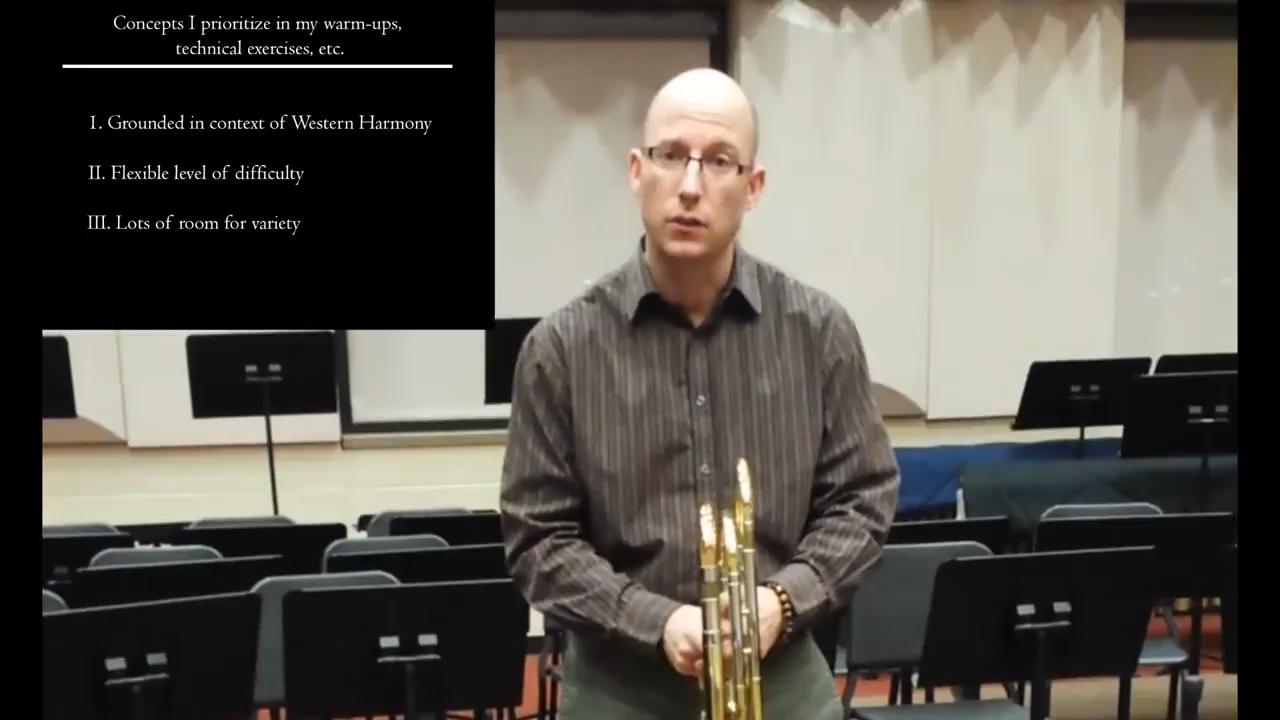 Concepts I prioritize in my warm-ups,
technical exercises, etc.
I. Grounded in context of Western Harmony
II. Flexible level of difficulty
III. Lots of room for variety